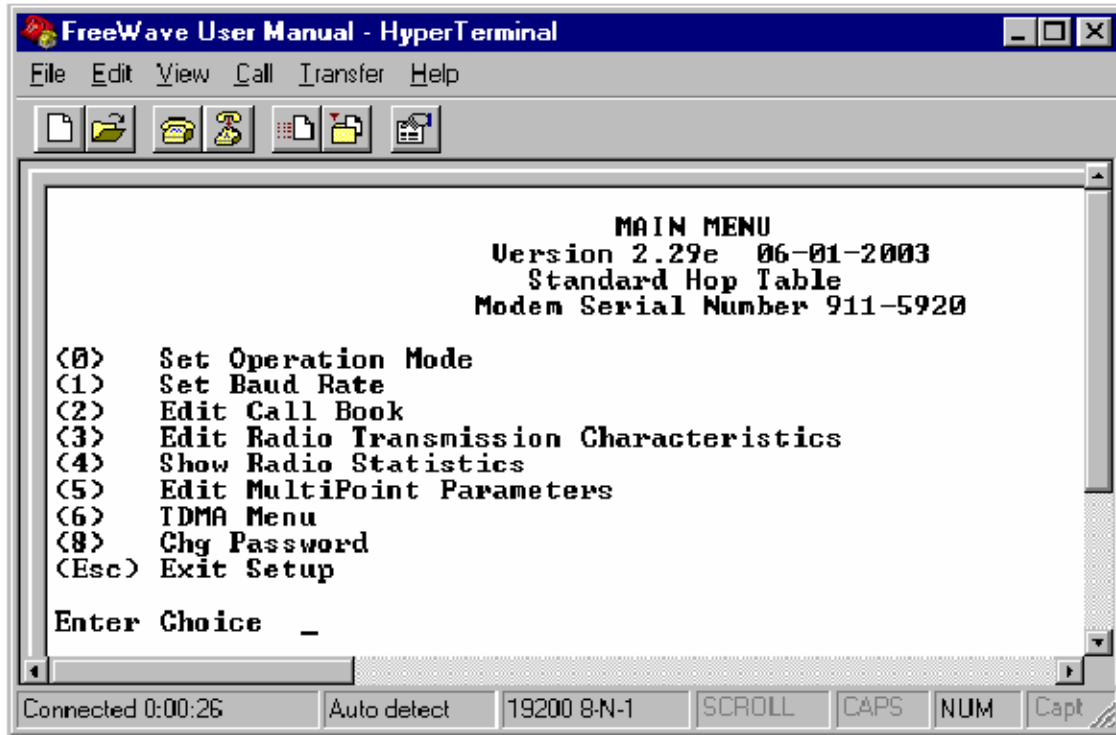 FreeWave User Manual - HyperTerminal
File Edit View Call Transfer Help
MAIN MENU
Version 2.29e 06-01-2003
Standard Hop Table
Modem Serial Number 911-5920
(0) Set Operation Mode
(1) Set Baud Rate
(2) Edit Call Book
(3) Edit Radio Transmission Characteristics
(4) Show Radio Statistics
(5) Edit MultiPoint Parameters
(6) TDMA Menu
(8) Chg Password
(Esc) Exit Setup
Enter Choice _
Connected 0:00:26 Auto detect 19200 8-N-1 SCROLL CAPS NUM Capt